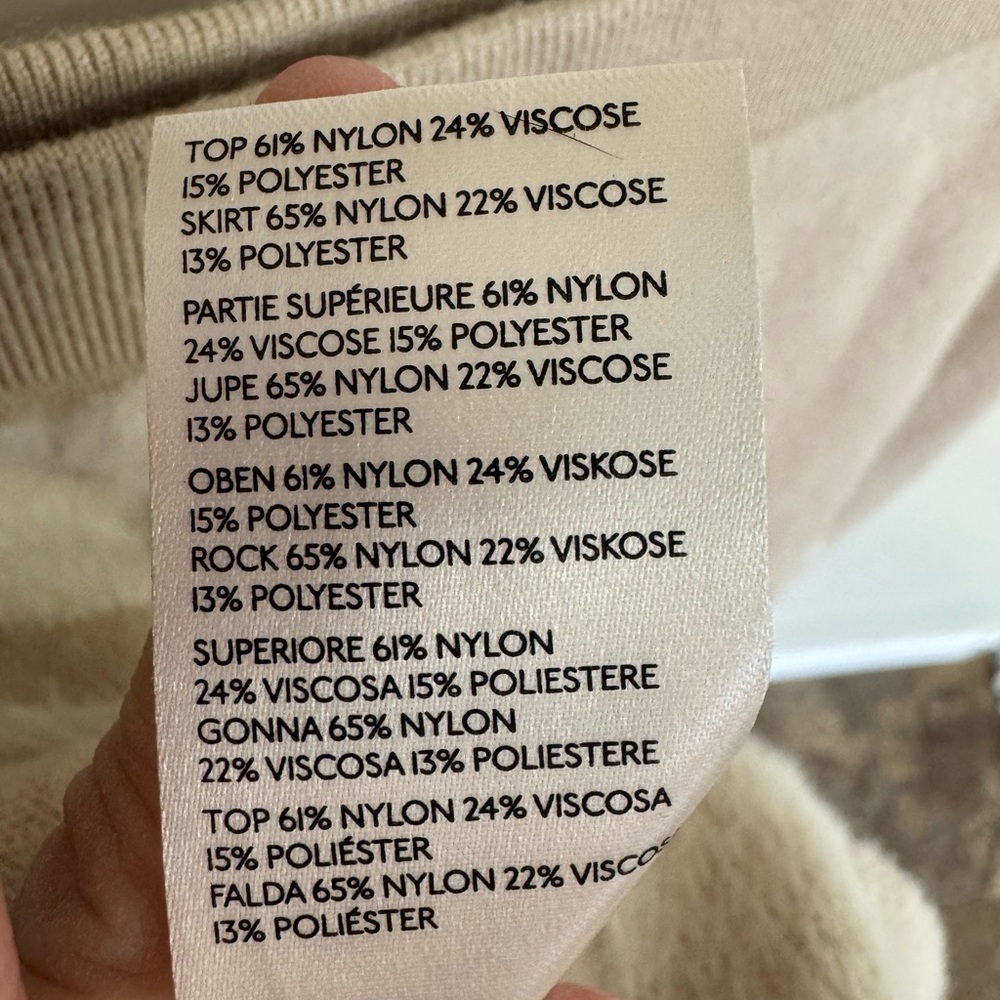 TOP 61% NYLON 24% VISCOSE
15% POLYESTER
SKIRT 65% NYLON 22% VISCOSE
13% POLYESTER
PARTIE SUPÉRIEURE 61% NYLON
24% VISCOSE 15% POLYESTER
JUPE 65% NYLON 22% VISCOSE
13% POLYESTER
OBEN 61% NYLON 24% VISKOSE
15% POLYESTER
ROCK 65% NYLON 22% VISKOSE
13% POLYESTER
SUPERIORE 61% NYLON
24% VISCOSA 15% POLIESTERE
GONNA 65% NYLON
22% VISCOSA 13% POLIESTERE
TOP 61% NYLON 24% VISCOSA
15% POLIÉSTER
FALDA 65% NYLON 22%
13% POLIÉSTER